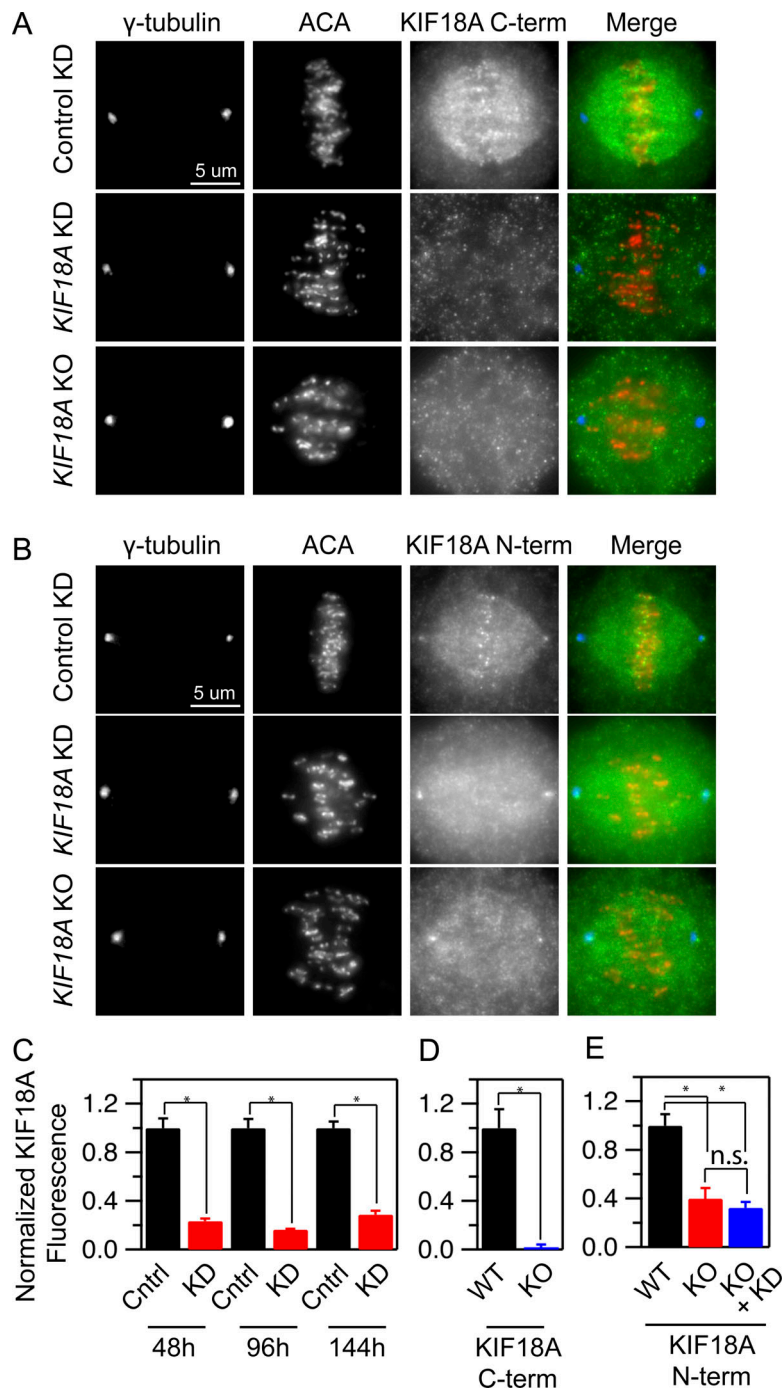 A
γ-tubulin ACA KIF18A C-term Merge
Control KD
5 um
KIF18A KD
KIF18A KO
B
γ-tubulin ACA KIF18A N-term Merge
Control KD
5 um
KIF18A KD
KIF18A KO
C
Normalized KIF18A
Fluorescence
1.2
0.8
0.4
0.0
* * *
Cntrl KD Cntrl KD Cntrl KD
48h 96h 144h
D
1.2
0.8
0.4
0.0
*
WT KO
KIF18A
C-term
E
1.2
0.8
0.4
0.0
* *
n.s.
WT KO KO + KD
KIF18A
N-term